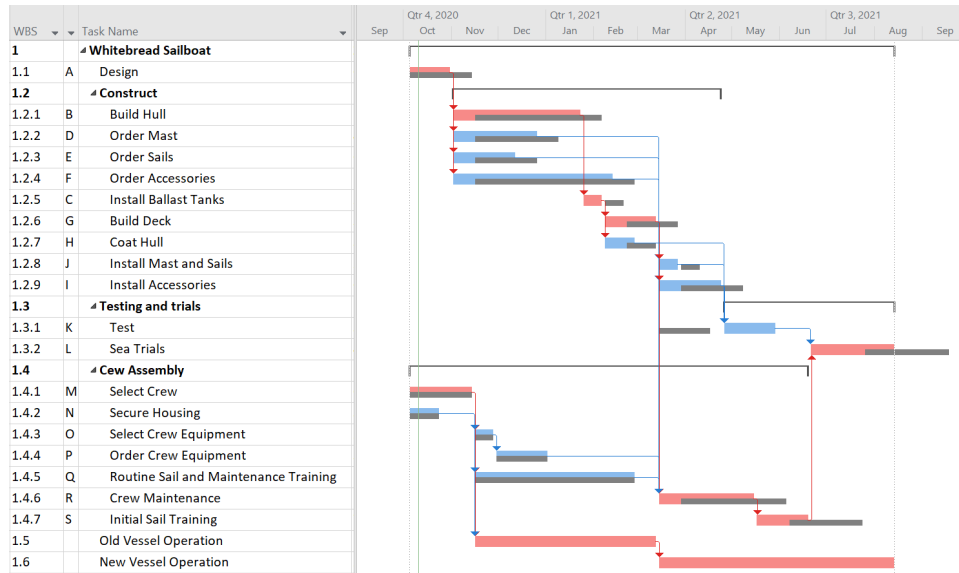 Qtr 4, 2020 Qtr 1, 2021 Qtr 2, 2021 Qtr 3, 2021
WBS Task Name Sep Oct Nov Dec Jan Feb Mar Apr May Jun Jul Aug Sep
1 Whitebread Sailboat
1.1 A Design
1.2 Construct
1.2.1 B Build Hull
1.2.2 D Order Mast
1.2.3 E Order Sails
1.2.4 F Order Accessories
1.2.5 C Install Ballast Tanks
1.2.6 G Build Deck
1.2.7 H Coat Hull
1.2.8 J Install Mast and Sails
1.2.9 I Install Accessories
1.3 Testing and trials
1.3.1 K Test
1.3.2 L Sea Trials
1.4 Cew Assembly
1.4.1 M Select Crew
1.4.2 N Secure Housing
1.4.3 O Select Crew Equipment
1.4.4 P Order Crew Equipment
1.4.5 Q Routine Sail and Maintenance Training
1.4.6 R Crew Maintenance
1.4.7 S Initial Sail Training
1.5 Old Vessel Operation
1.6 New Vessel Operation